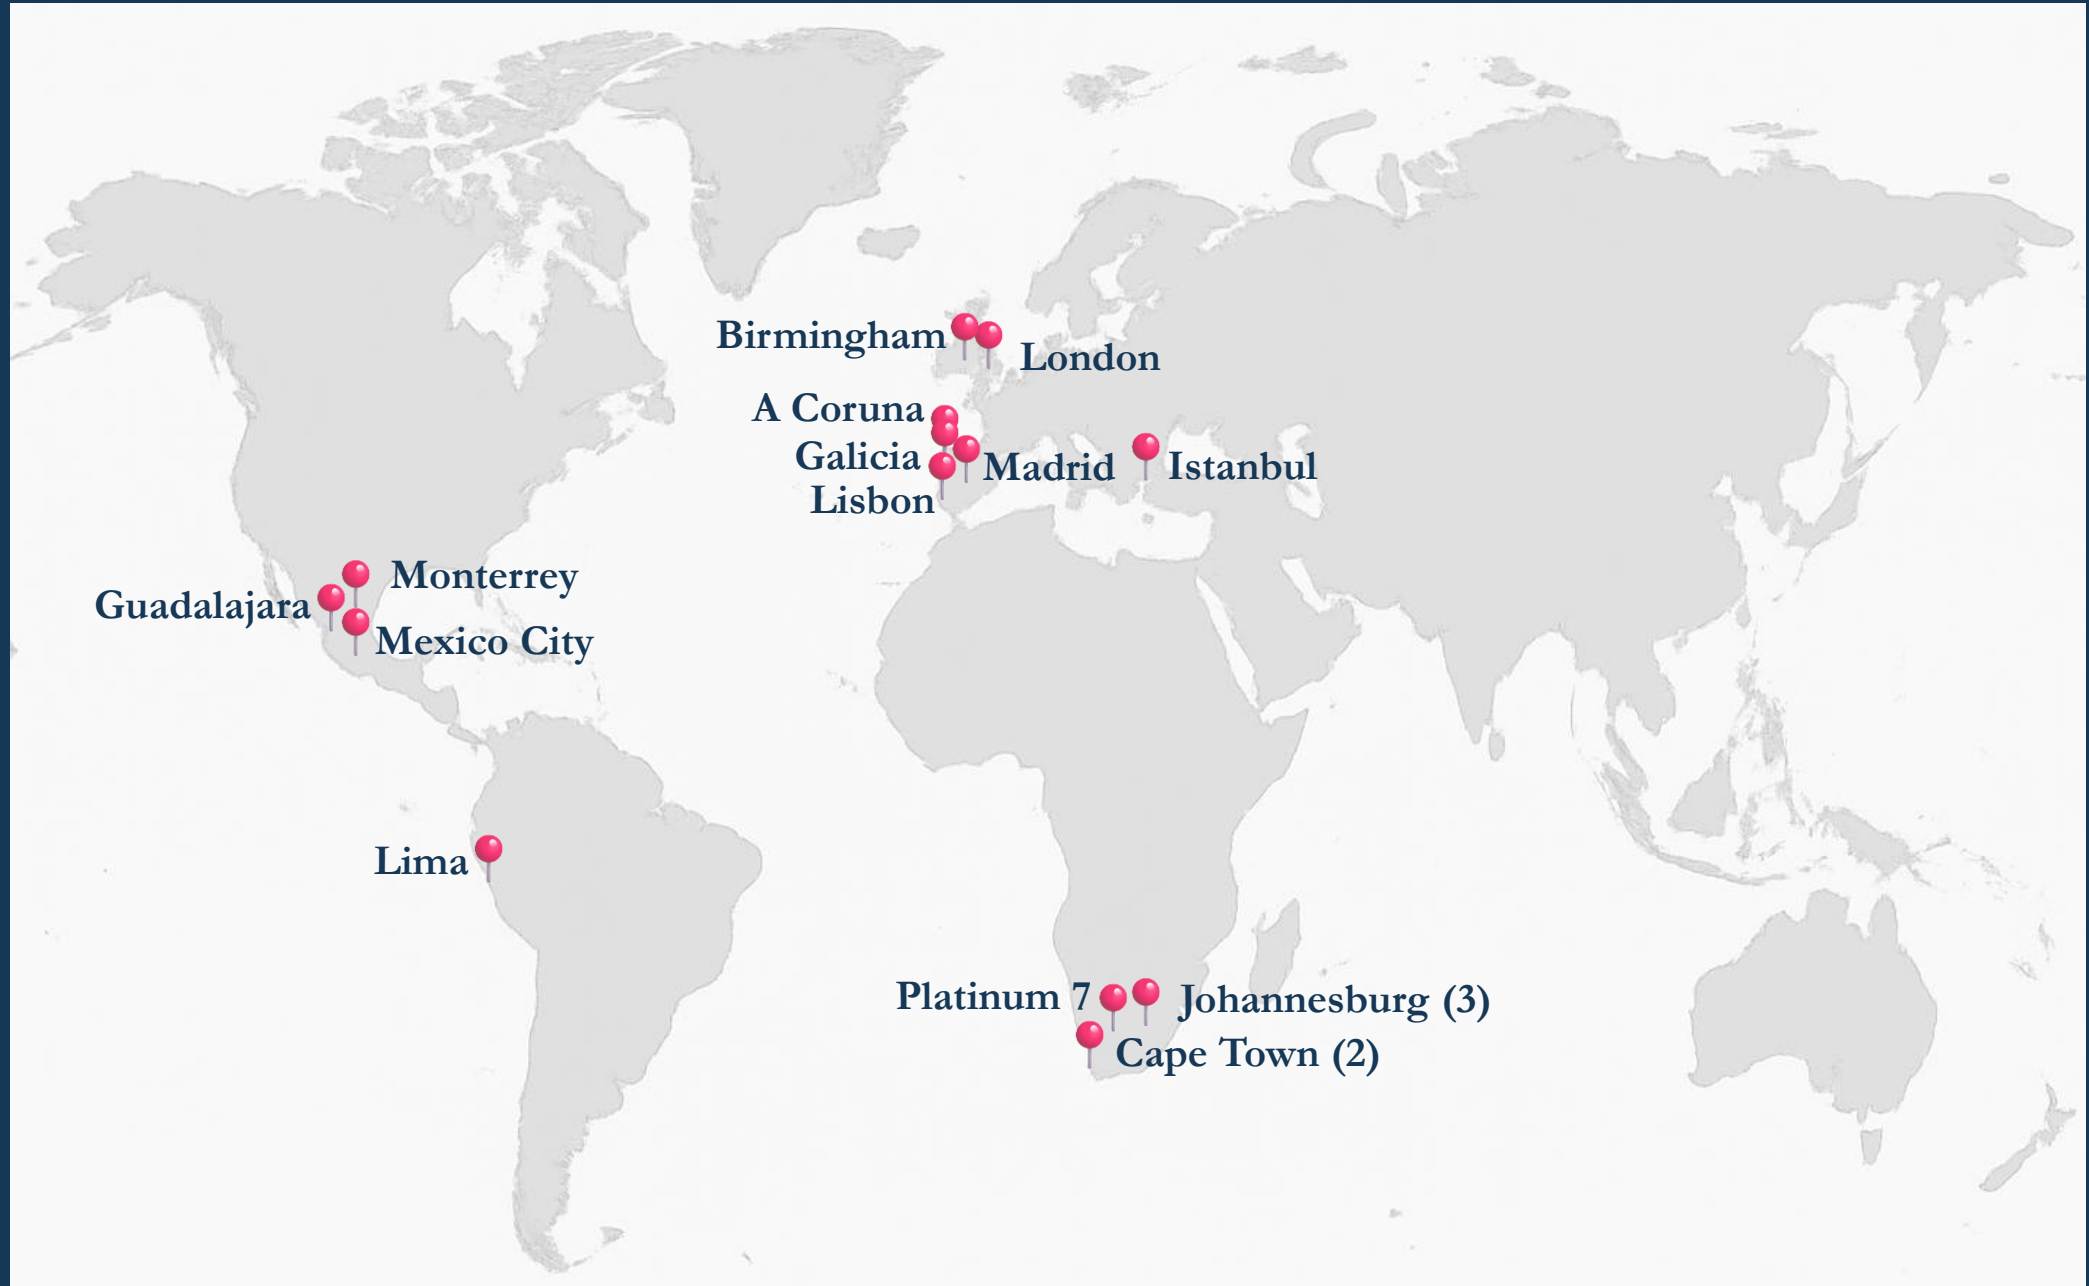 Birmingham
London
A Coruna
Galicia
Madrid
Istanbul
Lisbon
Monterrey
Guadalajara
Mexico City
Lima
Platinum 7
Johannesburg (3)
Cape Town (2)